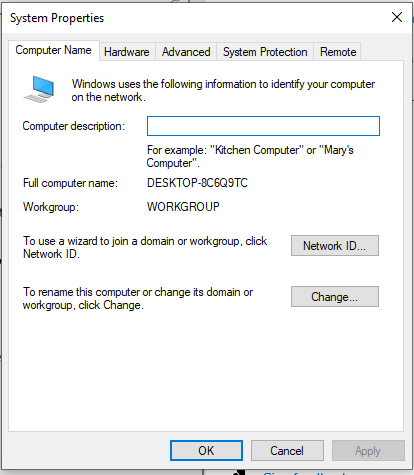 System Properties
Computer Name
Hardware
Advanced
System Protection
Remote
Windows uses the following information to identify your computer
on the network.
Computer description:
For example: "Kitchen Computer" or "Mary's
Computer".
Full computer name:
DESKTOP-8C6Q9TC
Workgroup:
WORKGROUP
To use a wizard to join a domain or workgroup, click
Network ID.
Network ID...
To rename this computer or change its domain or
workgroup, click Change.
Change...
OK
Cancel
Apply